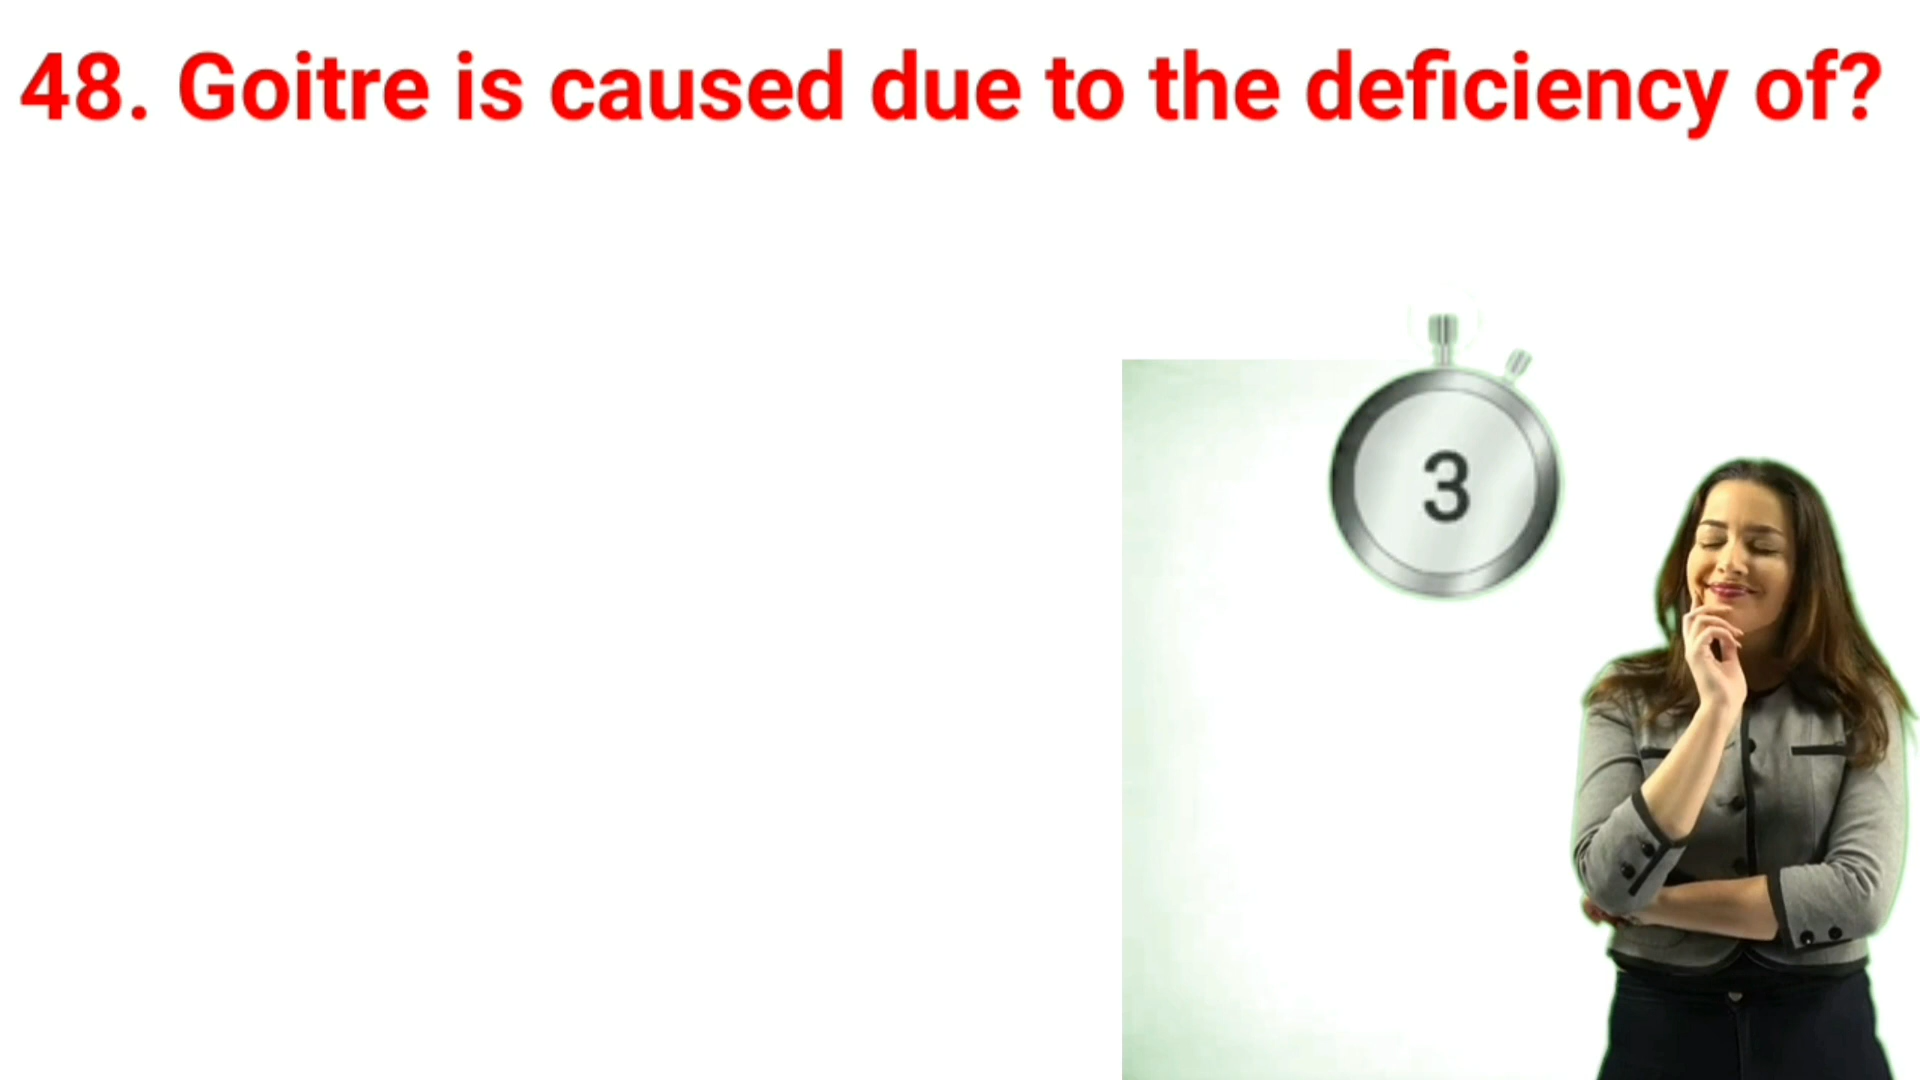 48. Goitre is caused due to the deficiency of?
3